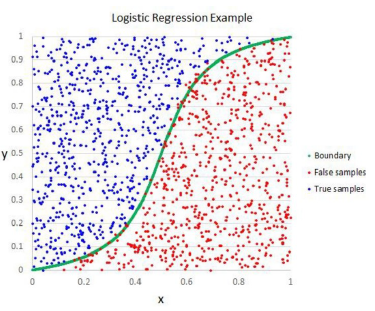 Logistic Regression Example
1
0.9
0.8
0.7
0.6
0.5
0.4
0.3
0.2
0.1
0
y
0 0.2 0.4 0.6 0.8 1
x
Boundary
False samples
True samples